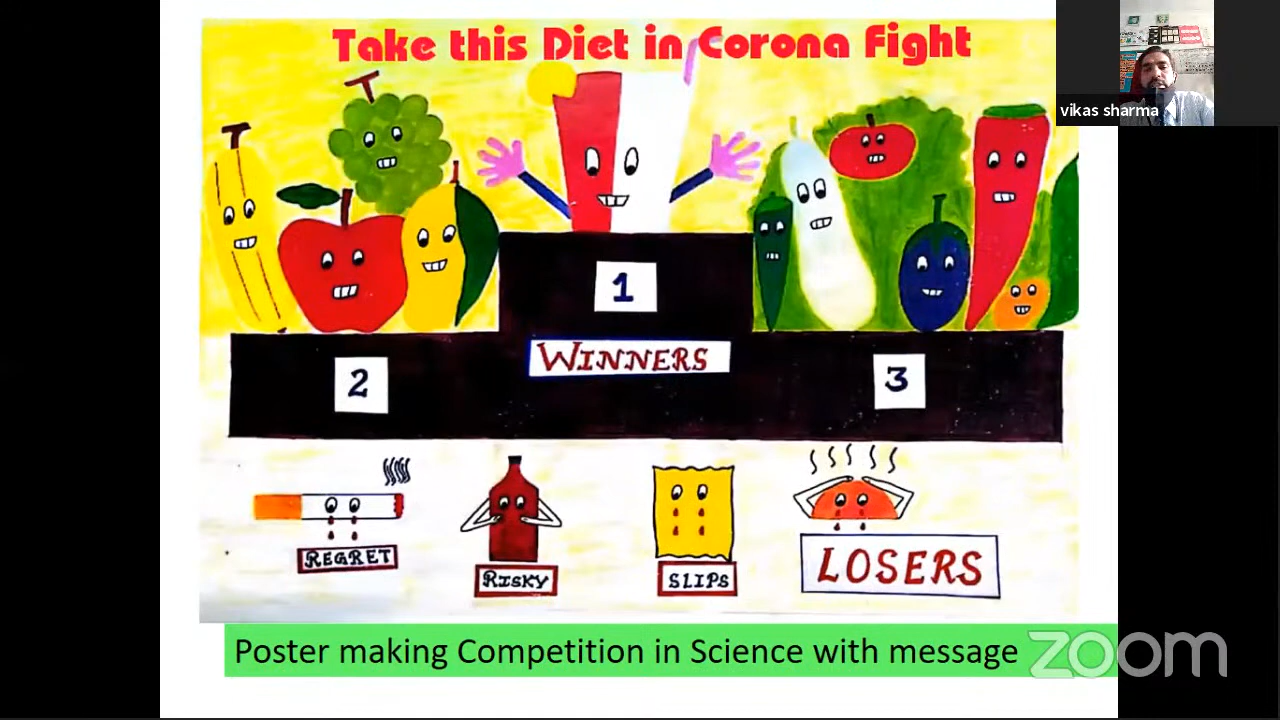 Take this Diet in Corona Fight
vikas sharma
1
WINNERS
2
3
REGRET
RISKY
SLIPS
LOSERS
Poster making Competition in Science with message
zoom